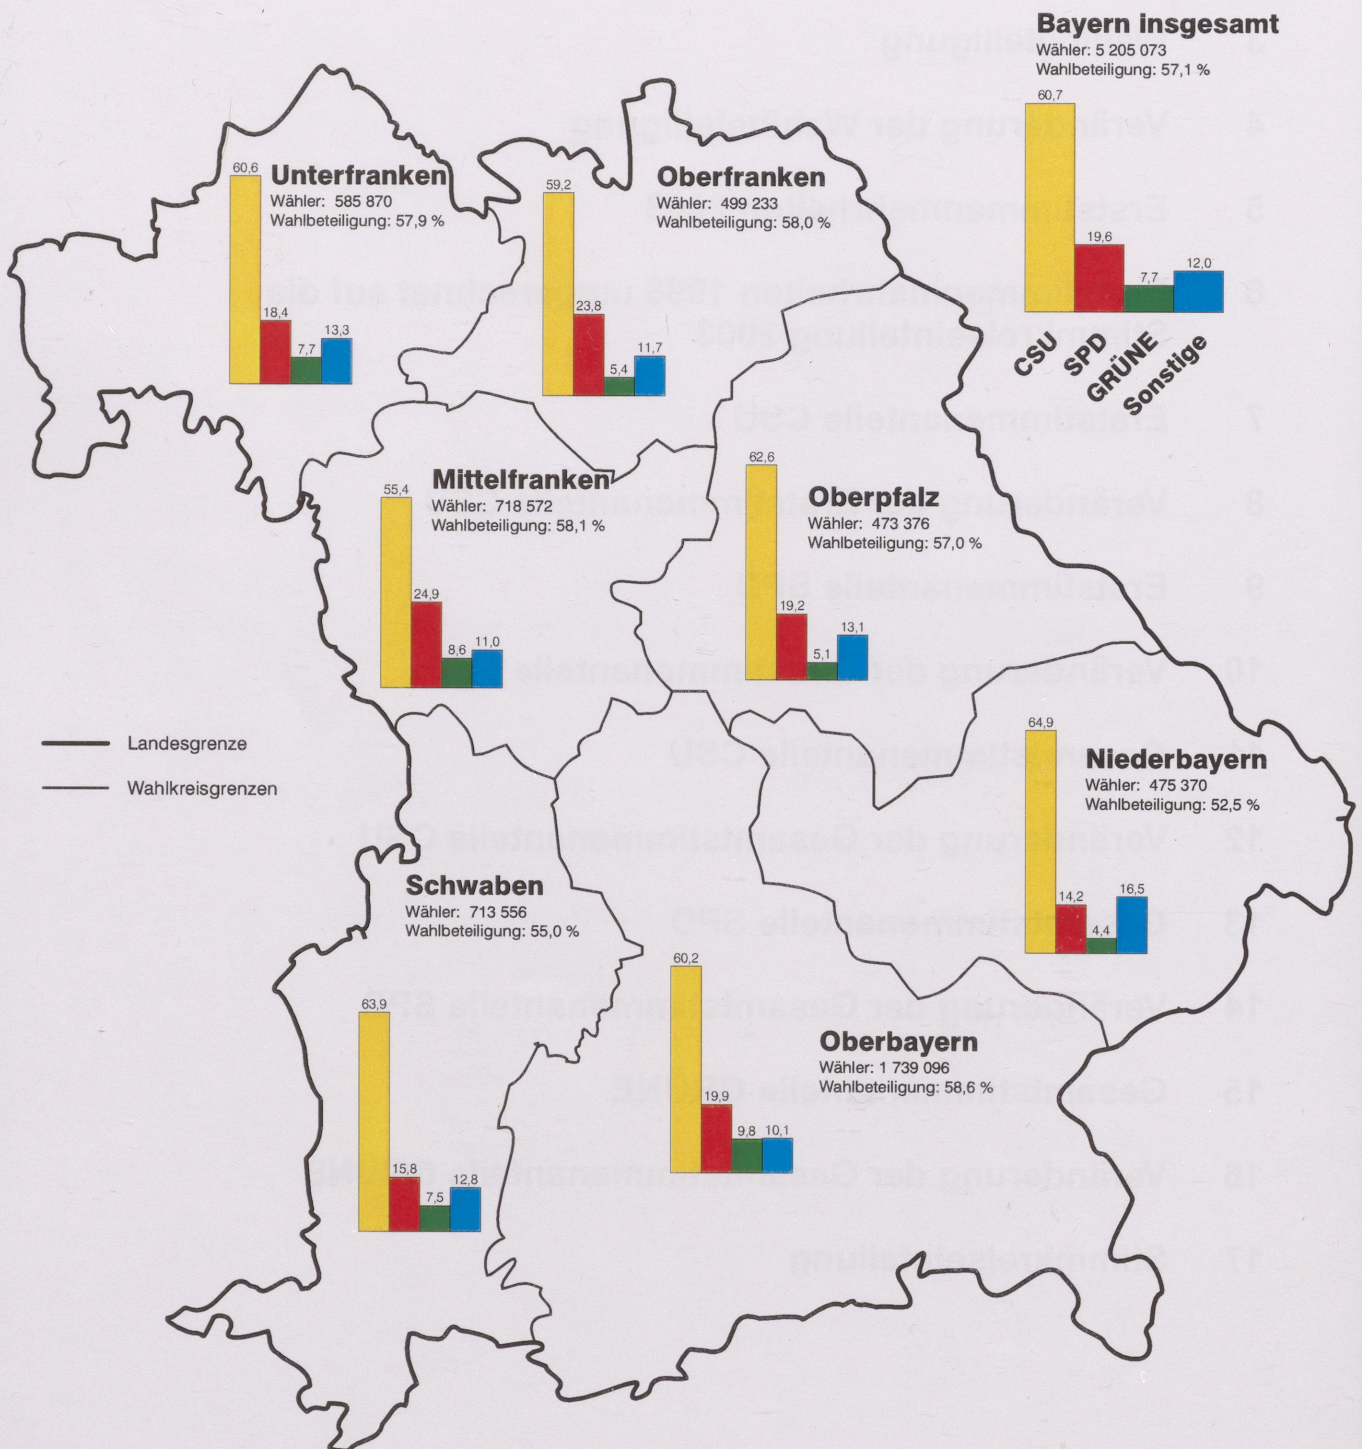 Bayern insgesamt
Wähler: 5 205 073
Wahlbeteiligung: 57,1 %
60,7
19,6
7,7
12,0
CSU
SPD
GRÜNE
Sonstige
Unterfranken
Wähler: 585 870
Wahlbeteiligung: 57,9 %
60,6
18,4
7,7
13,3
Oberfranken
Wähler: 499 233
Wahlbeteiligung: 58,0 %
59,2
23,8
5,4
11,7
Mittelfranken
Wähler: 718 572
Wahlbeteiligung: 58,1 %
55,4
24,9
8,6
11,0
Oberpfalz
Wähler: 473 376
Wahlbeteiligung: 57,0 %
62,6
19,2
5,1
13,1
Landesgrenze
Wahlkreisgrenzen
Niederbayern
Wähler: 475 370
Wahlbeteiligung: 52,5 %
64,9
14,2
4,4
16,5
Schwaben
Wähler: 713 556
Wahlbeteiligung: 55,0 %
63,9
15,8
7,5
12,8
Oberbayern
Wähler: 1 739 096
Wahlbeteiligung: 58,6 %
60,2
19,9
9,8
10,1